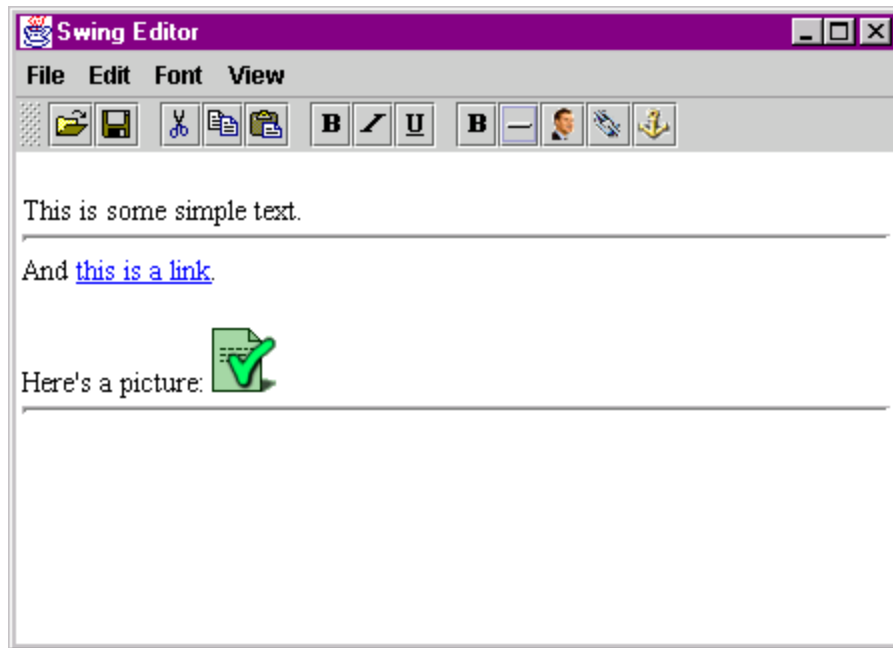 Swing Editor
File Edit Font View
B I U B
This is some simple text.
And this is a link.
Here's a picture: